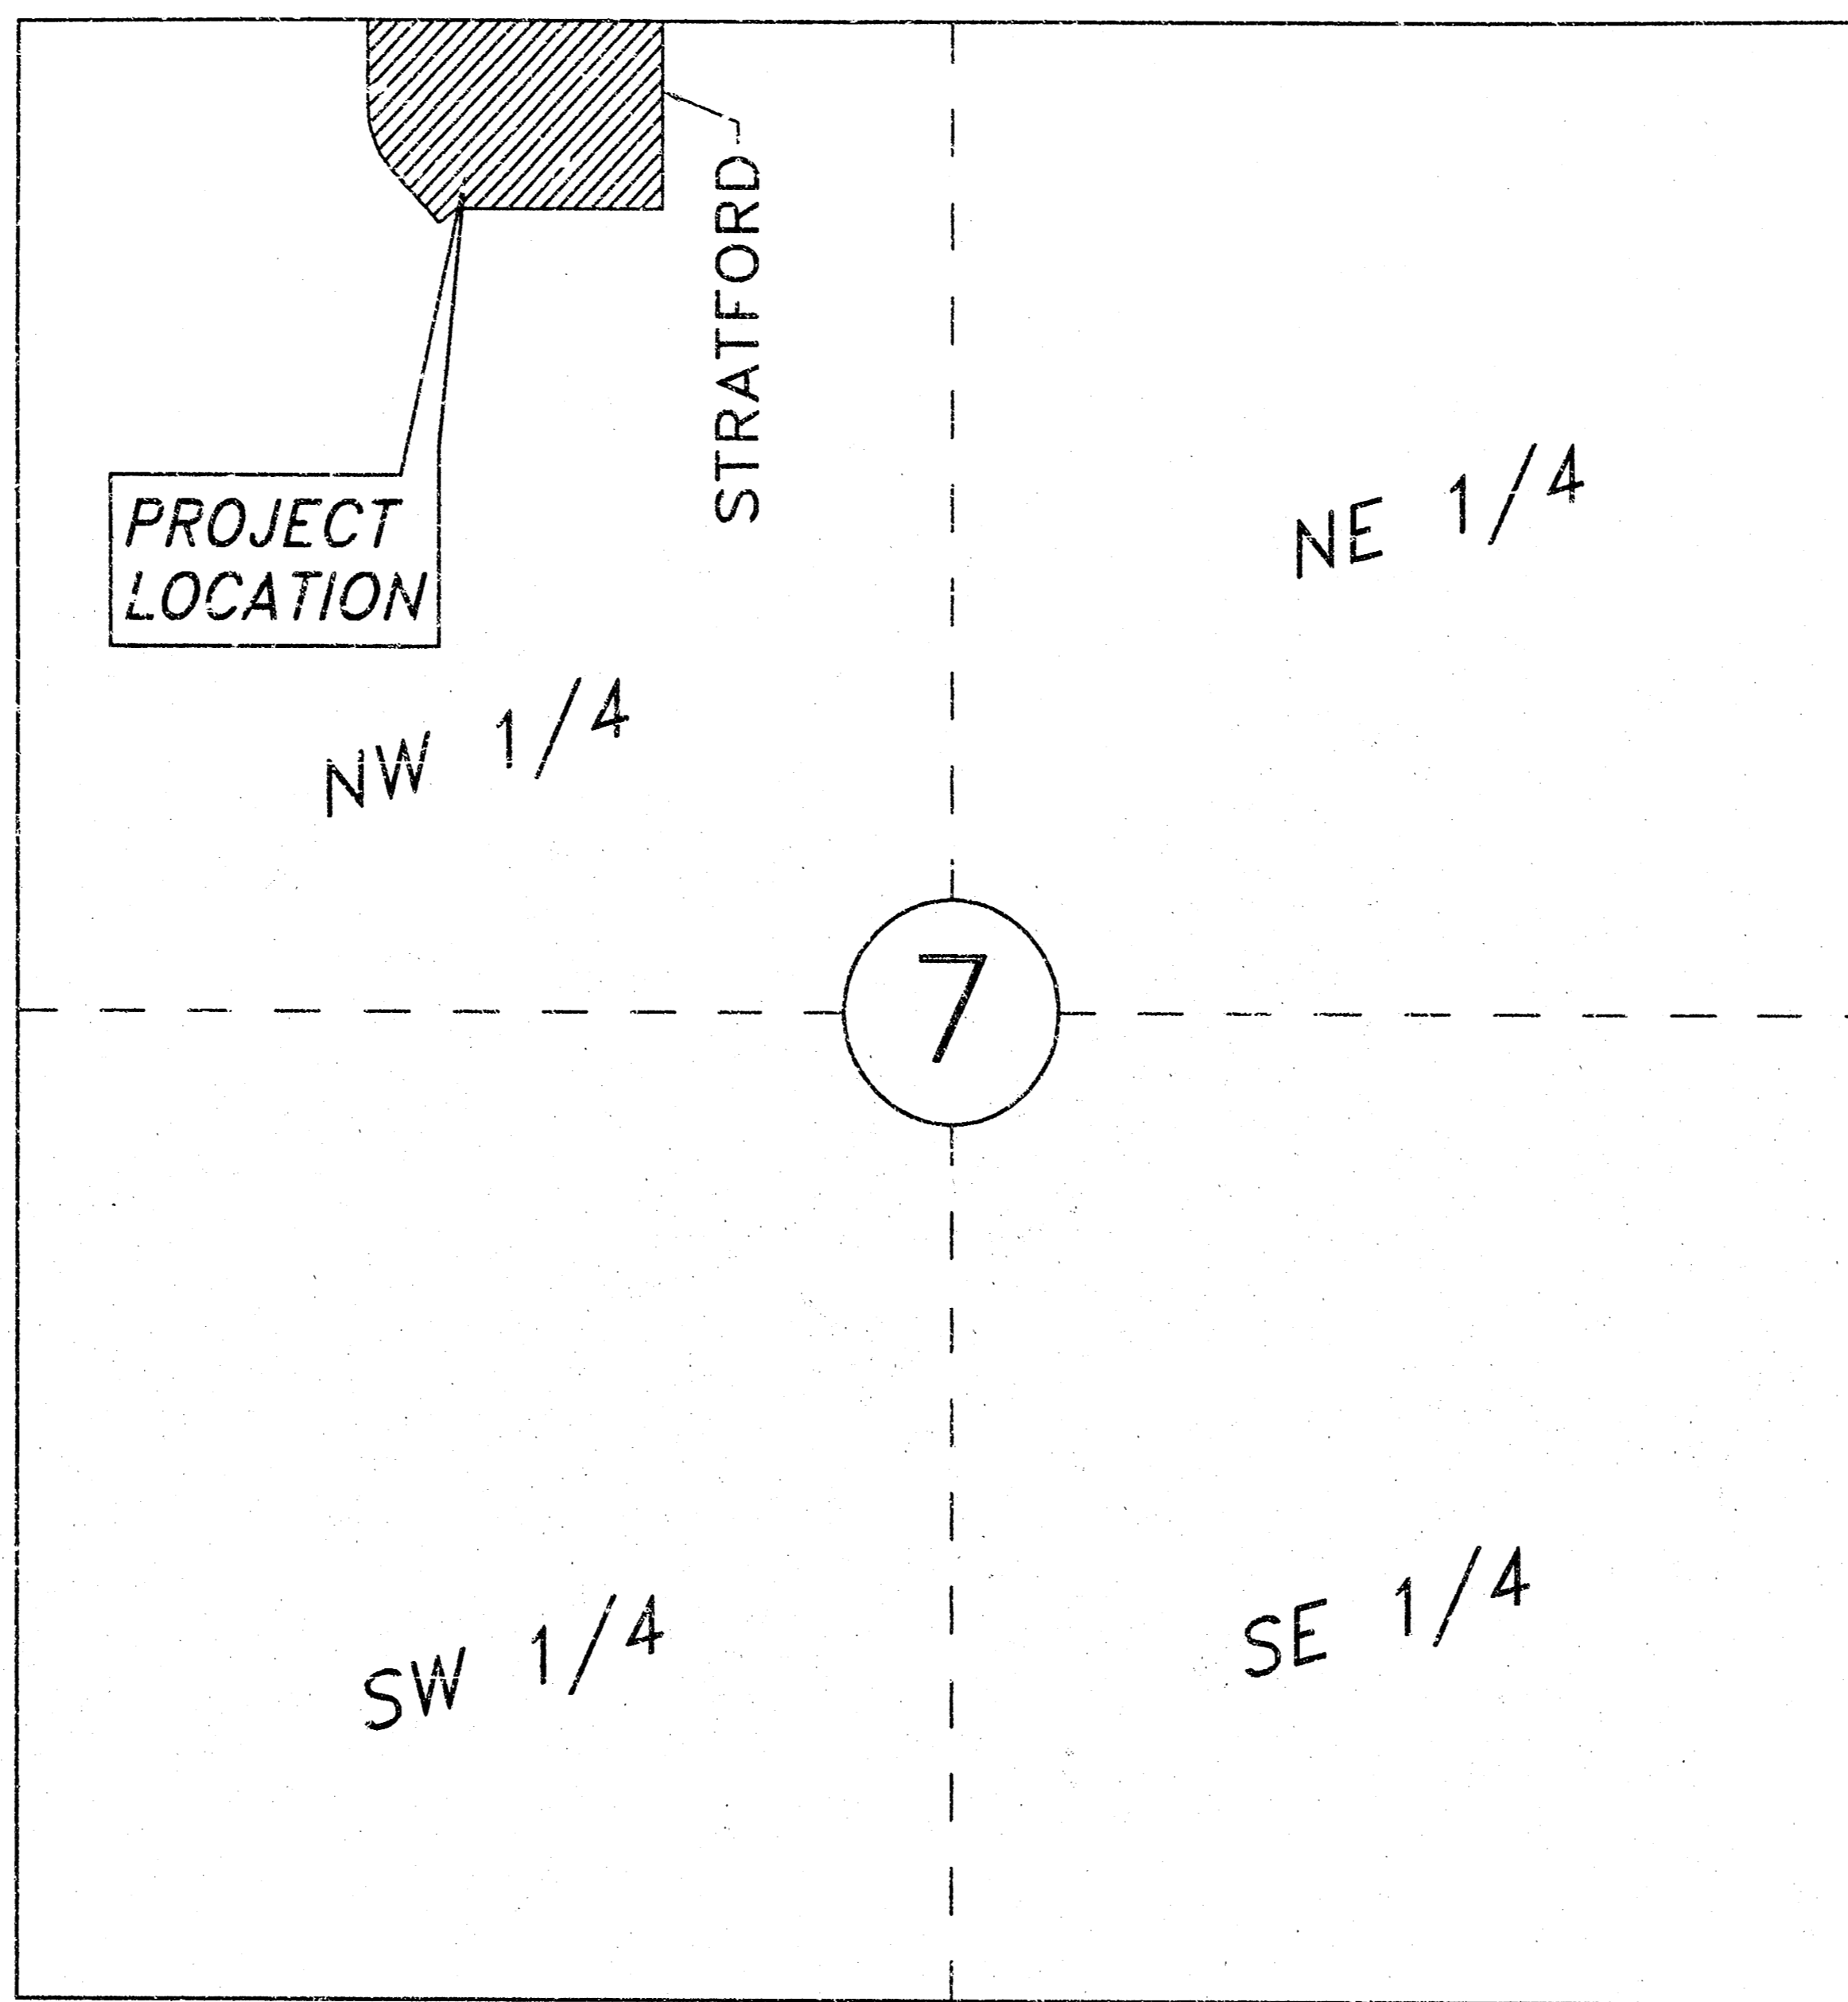 STRATFORD
PROJECT
LOCATION
NE 1/4
NW 1/4
7
SW 1/4
SE 1/4